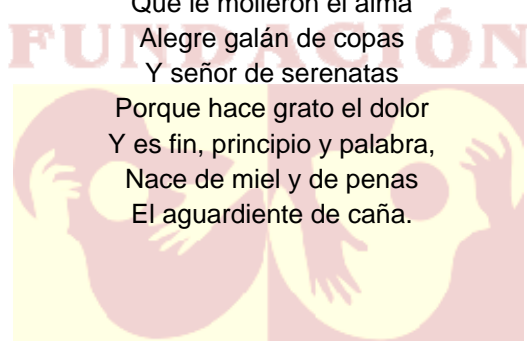 Que le molieron el alma
FUNDACIÓN
Alegre galán de copas
Y señor de serenatas
Porque hace grato el dolor
Y es fin, principio y palabra,
Nace de miel y de penas
El aguardiente de caña.